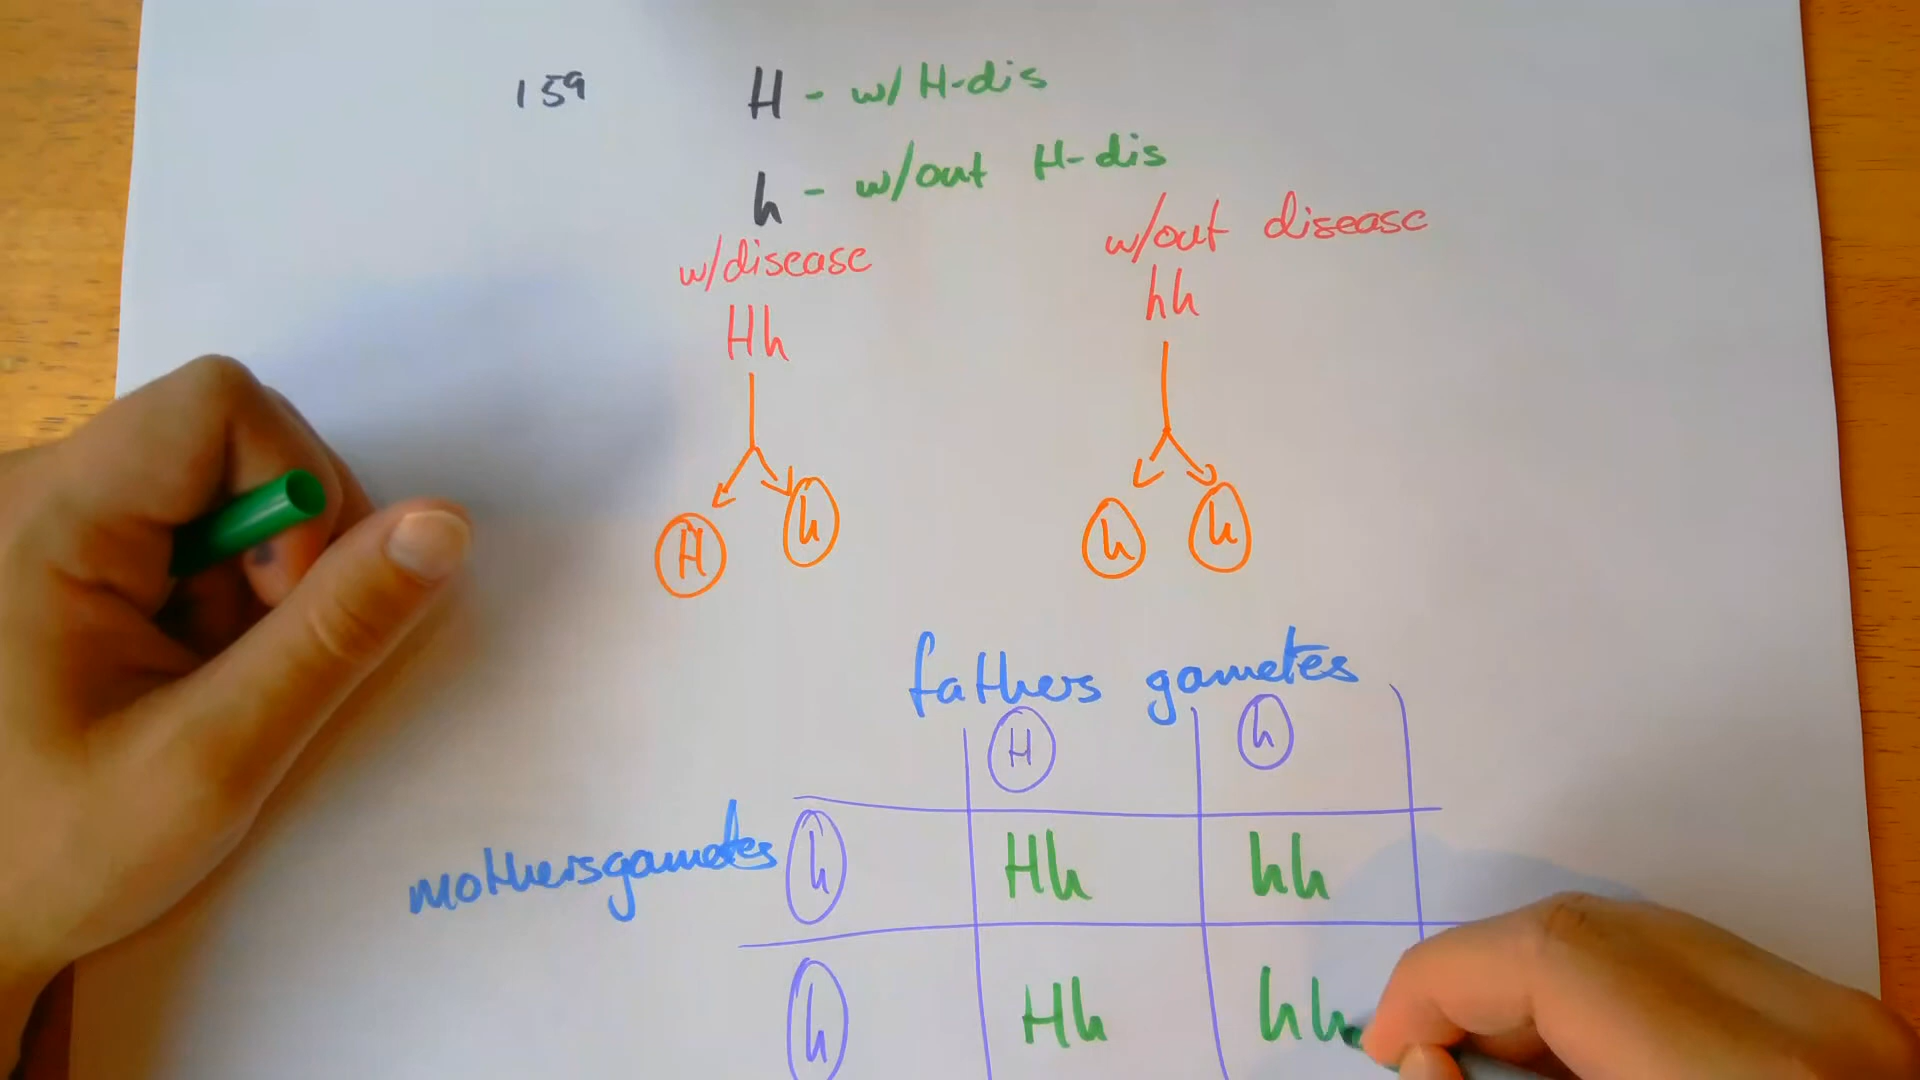 159
H - w/ H-dis
h - w/out H-dis
w/disease
w/out disease
Hh
hh
H h
h h
fathers gametes
H h
mothersgametes h Hh hh
h Hh hh